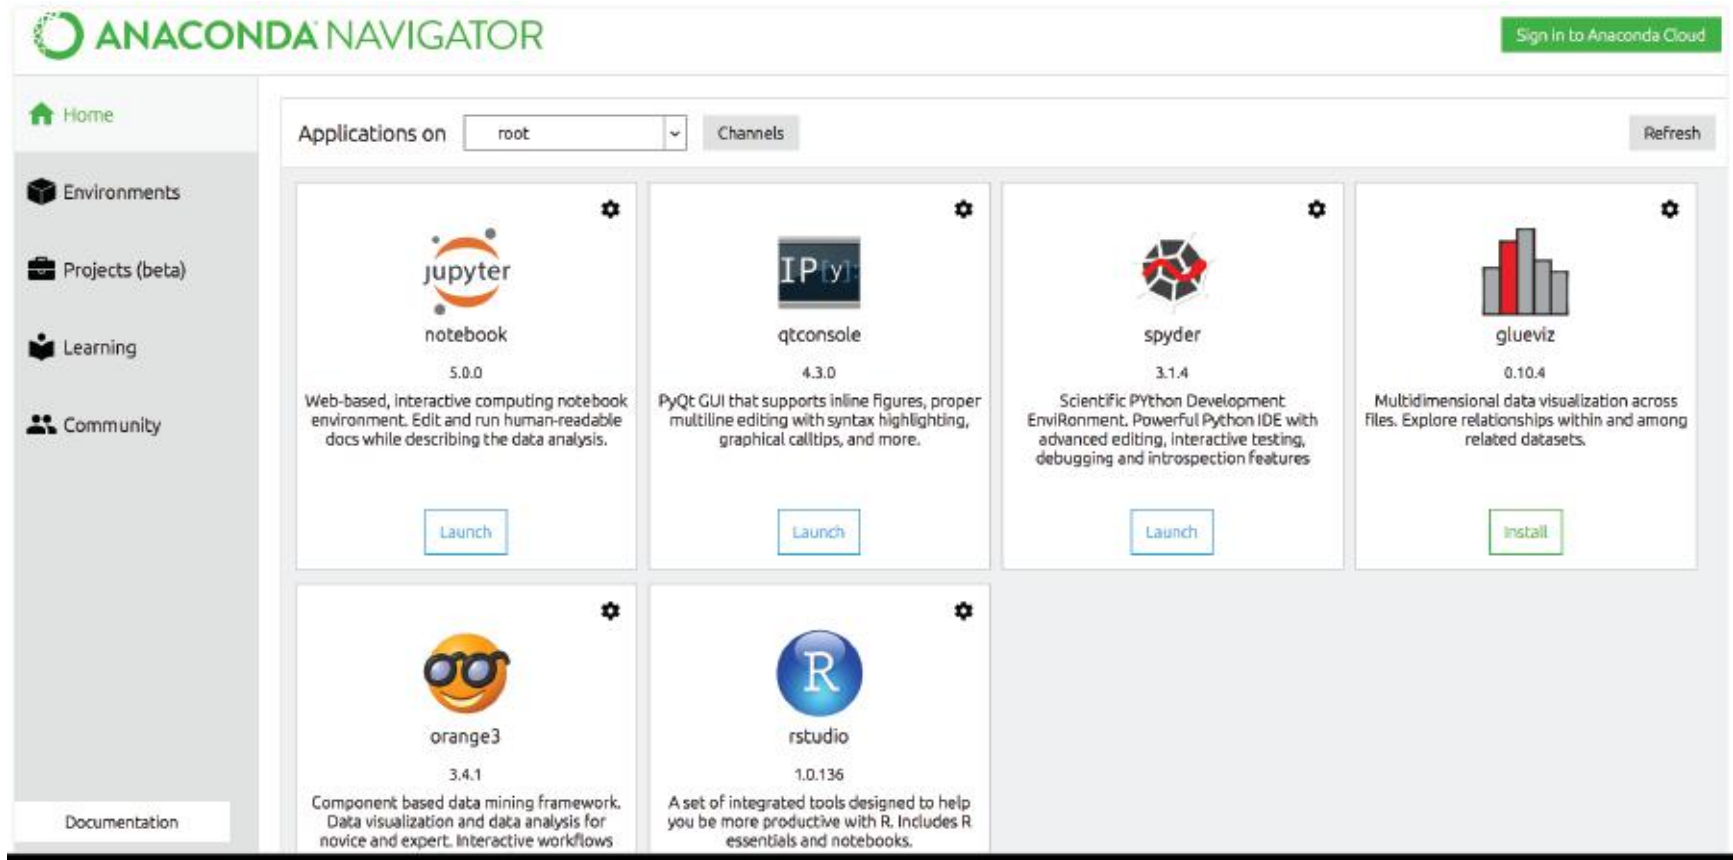 ANACONDA NAVIGATOR
Sign in to Anaconda Cloud
Home
Environments
Projects (beta)
Learning
Community
Documentation
Applications on root Channels Refresh
jupyter
notebook
5.0.0
Web-based, interactive computing notebook
environment. Edit and run human-readable
docs while describing the data analysis.
Launch
IP[y]:
qtconsole
4.3.0
PyQt GUI that supports inline figures, proper
multiline editing with syntax highlighting,
graphical calltips, and more.
Launch
spyder
3.1.4
Scientific PYthon Development
EnviRonment. Powerful Python IDE with
advanced editing, interactive testing,
debugging and introspection features
Launch
glueviz
0.10.4
Multidimensional data visualization across
files. Explore relationships within and among
related datasets.
Install
orange3
3.4.1
Component based data mining framework.
Data visualization and data analysis for
novice and expert. Interactive workflows
R
rstudio
1.0.136
A set of integrated tools designed to help
you be more productive with R. Includes R
essentials and notebooks.